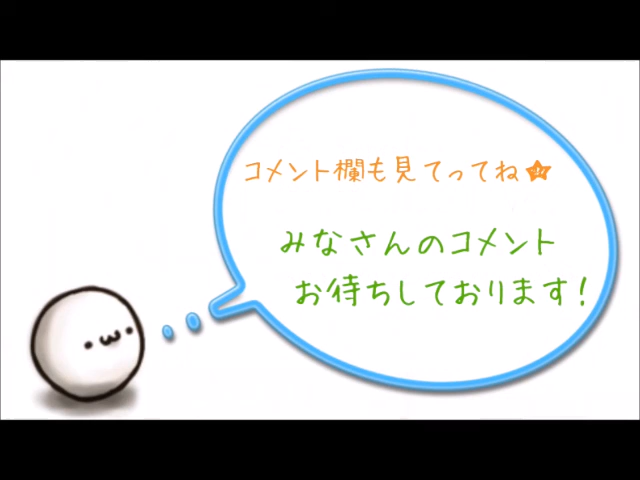 コメント欄も見てってね★
みなさんのコメント
お待ちしております!